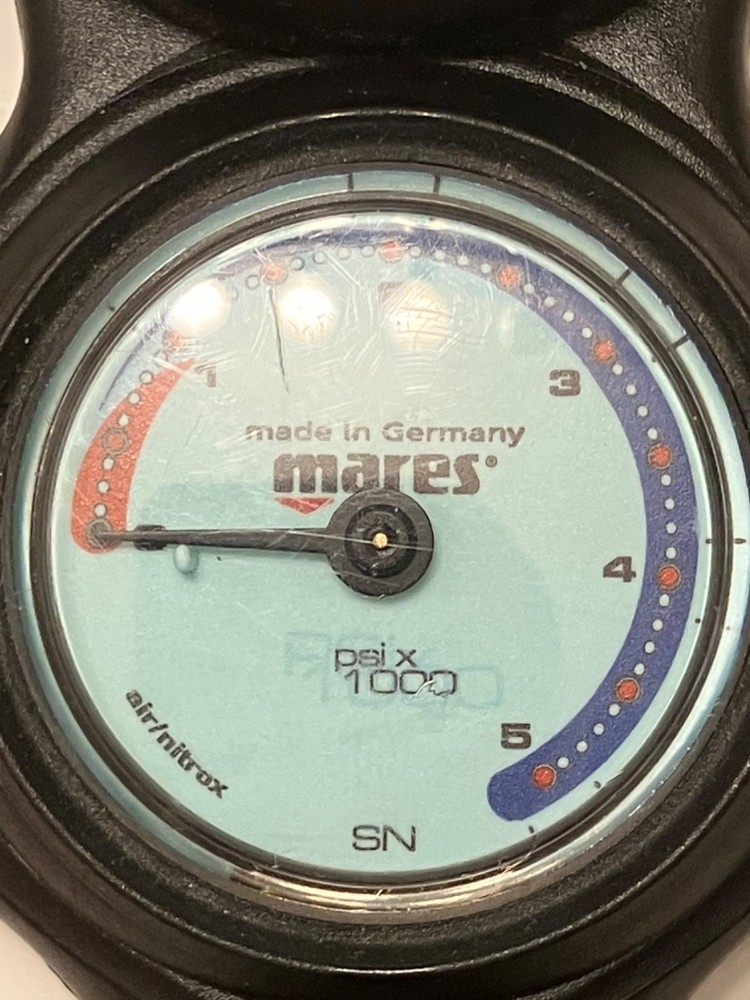 1
3
made in Germany
mares®
4
psi x
1000
air/nitrox
5
SN